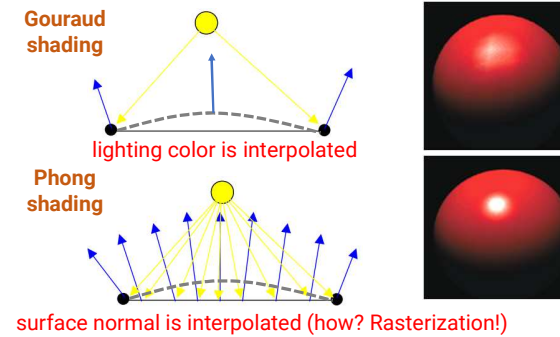 Gouraud
shading
lighting color is interpolated
Phong
shading
surface normal is interpolated (how? Rasterization!)